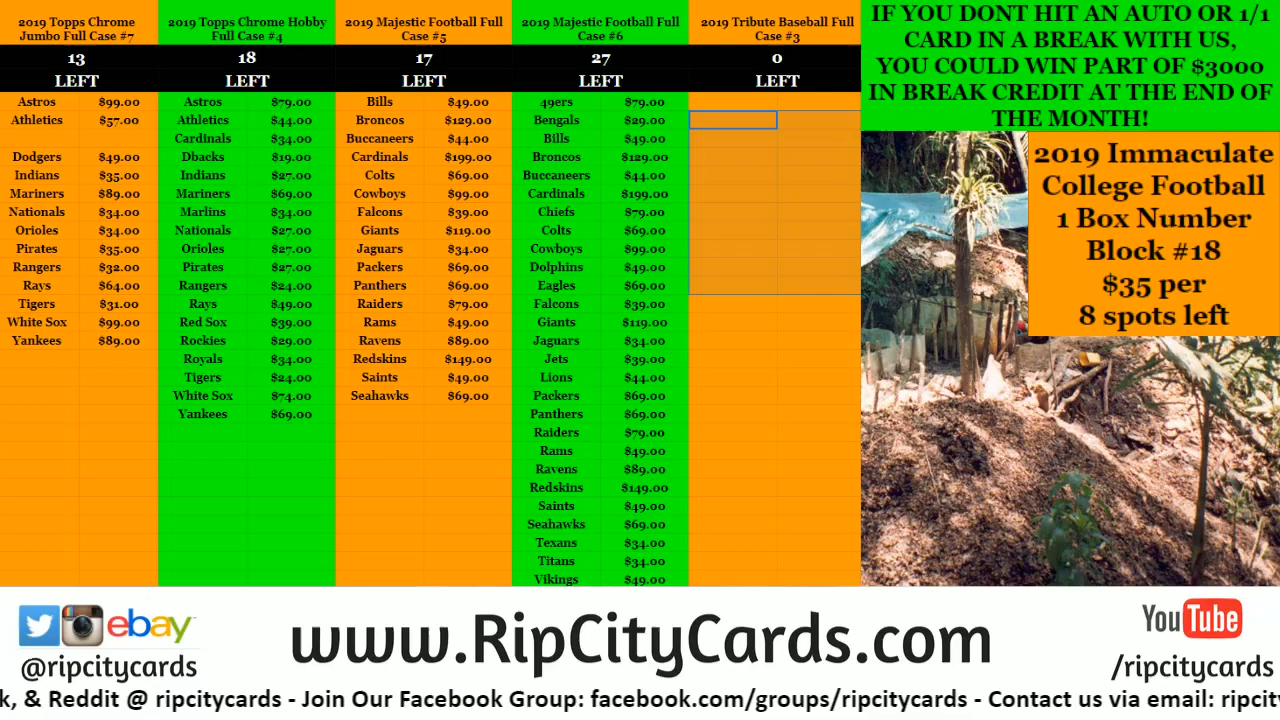 2019 Topps Chrome
Jumbo Full Case #7
13
LEFT
Astros $99.00
Athletics $57.00
Dodgers $49.00
Indians $35.00
Mariners $89.00
Nationals $34.00
Orioles $34.00
Pirates $35.00
Rangers $32.00
Rays $64.00
Tigers $31.00
White Sox $99.00
Yankees $89.00
2019 Topps Chrome Hobby
Full Case #4
18
LEFT
Astros $79.00
Athletics $44.00
Cardinals $34.00
Dbacks $19.00
Indians $27.00
Mariners $69.00
Marlins $34.00
Nationals $27.00
Orioles $27.00
Pirates $27.00
Rangers $24.00
Rays $49.00
Red Sox $39.00
Rockies $29.00
Royals $34.00
Tigers $24.00
White Sox $74.00
Yankees $69.00
2019 Majestic Football Full
Case #5
17
LEFT
Bills $49.00
Broncos $129.00
Buccaneers $44.00
Cardinals $199.00
Colts $69.00
Cowboys $99.00
Falcons $39.00
Giants $119.00
Jaguars $34.00
Packers $69.00
Panthers $69.00
Raiders $79.00
Rams $49.00
Ravens $89.00
Redskins $149.00
Saints $49.00
Seahawks $69.00
2019 Majestic Football Full
Case #6
27
LEFT
49ers $79.00
Bengals $29.00
Bills $49.00
Broncos $129.00
Buccaneers $44.00
Cardinals $199.00
Chiefs $79.00
Colts $69.00
Cowboys $99.00
Dolphins $49.00
Eagles $69.00
Falcons $39.00
Giants $119.00
Jaguars $34.00
Jets $39.00
Lions $44.00
Packers $69.00
Panthers $69.00
Raiders $79.00
Rams $49.00
Ravens $89.00
Redskins $149.00
Saints $49.00
Seahawks $69.00
Texans $34.00
Titans $34.00
Vikings $49.00
2019 Tribute Baseball Full
Case #3
0
LEFT
IF YOU DONT HIT AN AUTO OR 1/1
CARD IN A BREAK WITH US,
YOU COULD WIN PART OF $3000
IN BREAK CREDIT AT THE END OF
THE MONTH!
2019 Immaculate
College Football
1 Box Number
Block #18
$35 per
8 spots left
ebay
@ripcitycards
www.RipCityCards.com
YouTube
/ripcitycards
k, & Reddit @ ripcitycards - Join Our Facebook Group: facebook.com/groups/ripcitycards - Contact us via email: ripcit